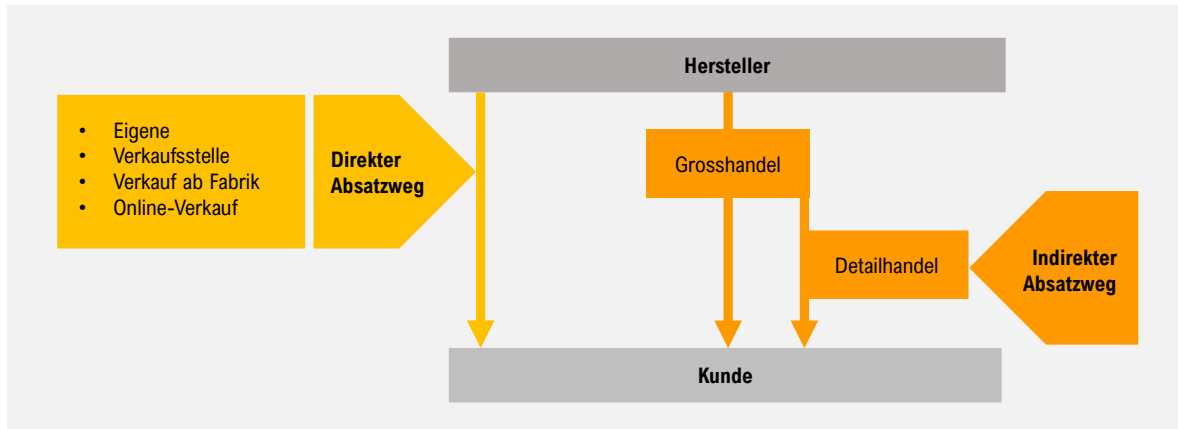 Hersteller
• Eigene
• Verkaufsstelle
• Verkauf ab Fabrik
• Online-Verkauf
Direkter
Absatzweg
Grosshandel
Detailhandel
Indirekter
Absatzweg
Kunde